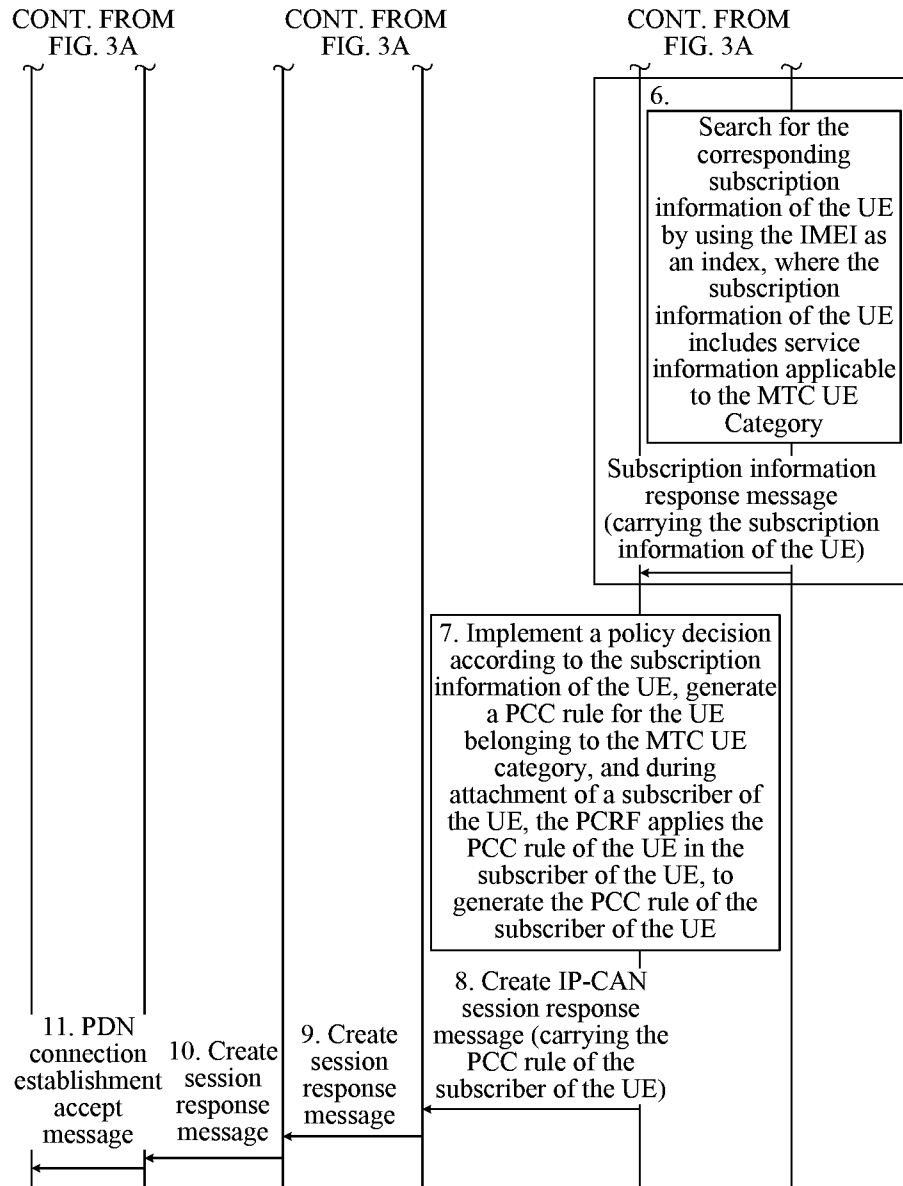 CONT. FROM
FIG. 3A
CONT. FROM
FIG. 3A
CONT. FROM
FIG. 3A
6.
Search for the
corresponding
subscription
information of the UE
by using the IMEI as
an index, where the
subscription
information of the UE
includes service
information applicable
to the MTC UE
Category
Subscription information
response message
(carrying the subscription
information of the UE)
7. Implement a policy decision
according to the subscription
information of the UE, generate
a PCC rule for the UE
belonging to the MTC UE
category, and during
attachment of a subscriber of
the UE, the PCRF applies the
PCC rule of the UE in the
subscriber of the UE, to
generate the PCC rule of the
subscriber of the UE
8. Create IP-CAN
session response
message (carrying the
PCC rule of the
subscriber of the UE)
9. Create
session
response
message
10. Create
session
response
message
11. PDN
connection
establishment
accept
message